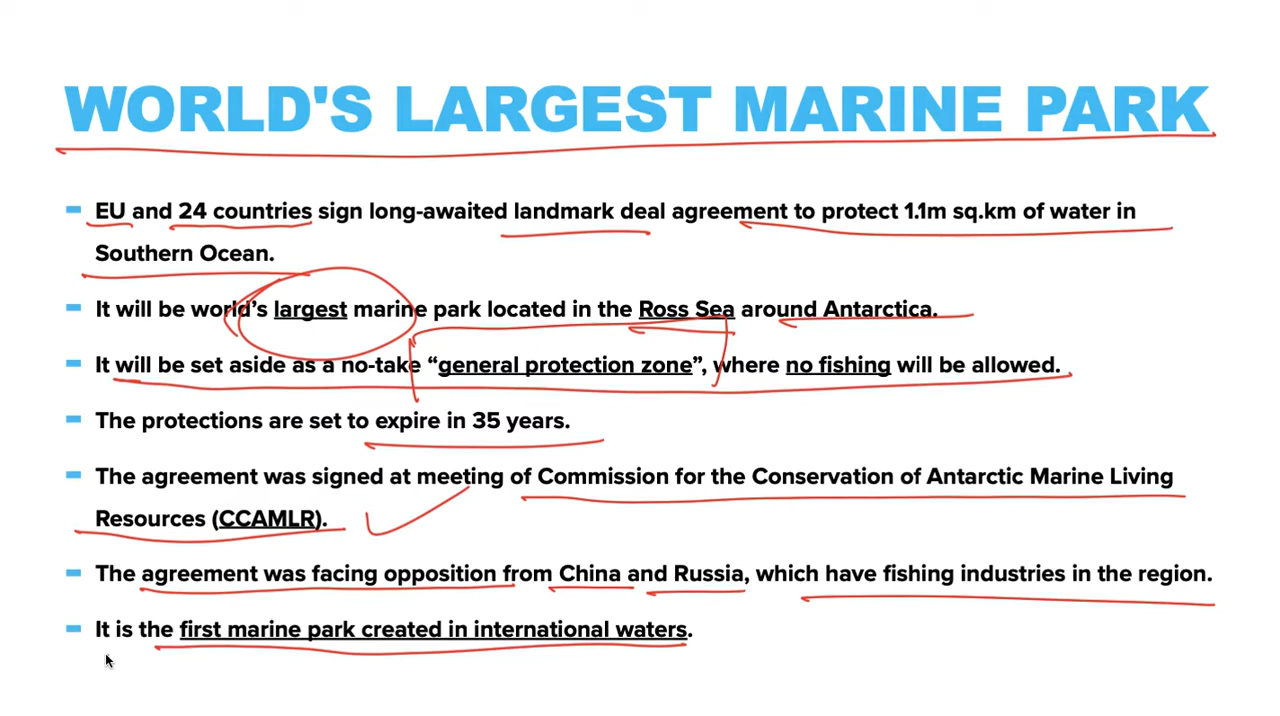 WORLD'S LARGEST MARINE PARK
EU and 24 countries sign long-awaited landmark deal agreement to protect 1.1m sq.km of water in
Southern Ocean.
It will be world's largest marine park located in the Ross Sea around Antarctica.
It will be set aside as a no-take “general protection zone”, where no fishing will be allowed.
The protections are set to expire in 35 years.
The agreement was signed at meeting of Commission for the Conservation of Antarctic Marine Living
Resources (CCAMLR).
The agreement was facing opposition from China and Russia, which have fishing industries in the region.
It is the first marine park created in international waters.